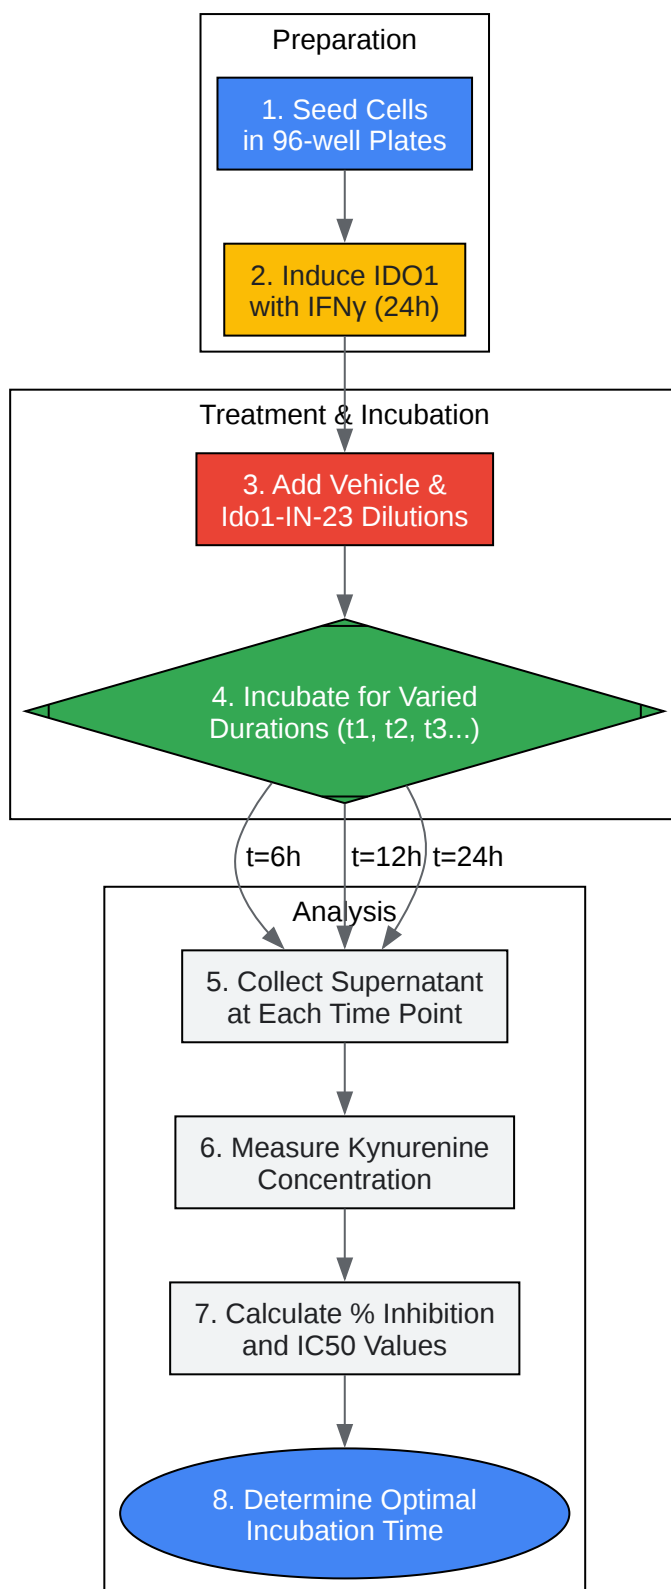 Preparation
1. Seed Cells
in 96-well Plates
2. Induce IDO1
with IFNγ (24h)
Treatment & Incubation
3. Add Vehicle &
Ido1-IN-23 Dilutions
4. Incubate for Varied
Durations (t1, t2, t3...)
t=6h
t=12h
t=24h
Analysis
5. Collect Supernatant
at Each Time Point
6. Measure Kynurenine
Concentration
7. Calculate % Inhibition
and IC50 Values
8. Determine Optimal
Incubation Time